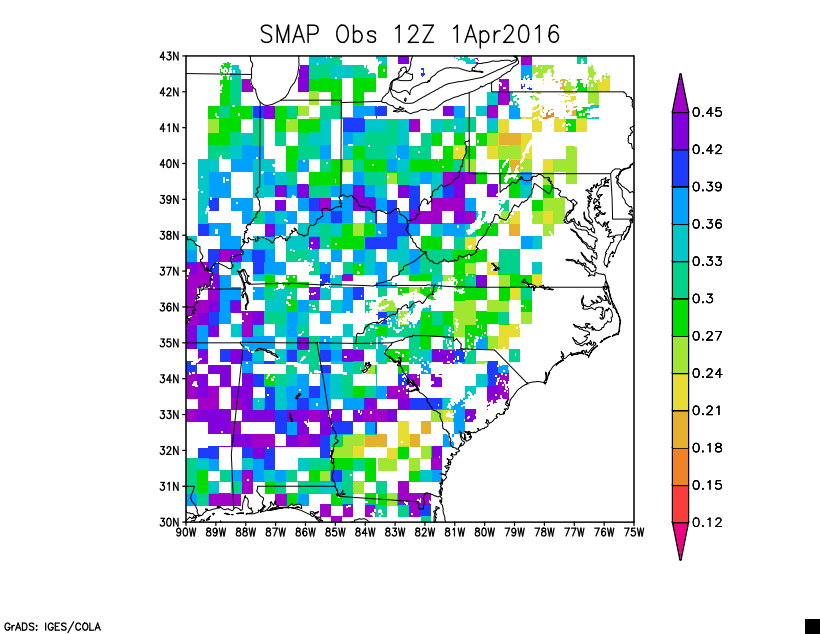 SMAP Obs 12Z 1Apr2016
43N
42N
41N
40N
39N
38N
37N
36N
35N
34N
33N
32N
31N
30N
90W 89W 88W 87W 86W 85W 84W 83W 82W 81W 80W 79W 78W 77W 76W 75W
0.45
0.42
0.39
0.36
0.33
0.3
0.27
0.24
0.21
0.18
0.15
0.12
GrADS: IGES/COLA